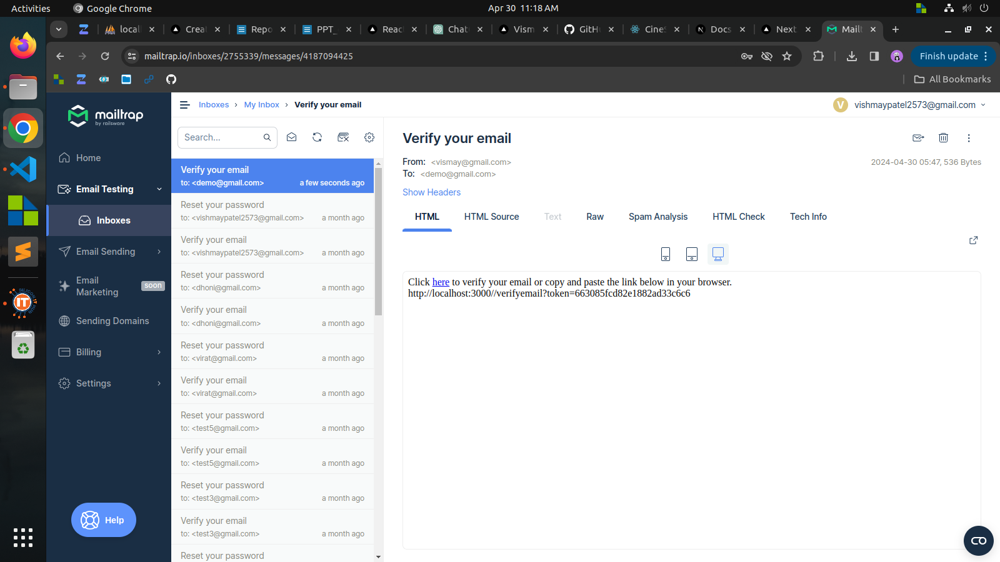 Activities
Google Chrome
Apr 30 11:18 AM
locall
Crea
Repo
PPT_
Reac
Chat
Vism
GitH
CineS
Docs
Next
Mailt
mailtrap.io/inboxes/2755339/messages/4187094425
Finish update
All Bookmarks
mailtrap
by railsware
Home
Email Testing
Inboxes
Email Sending
Email
Marketing
soon
Sending Domains
Billing
Settings
Help
Inboxes
My Inbox
Verify your email
vishmaypatel2573@gmail.com
V
Search...
Verify your email
to: <demo@gmail.com> a few seconds ago
Reset your password
to: <vishmaypatel2573@gmail.com> a month ago
Verify your email
to: <vishmaypatel2573@gmail.com> a month ago
Reset your password
to: <dhoni@gmail.com> a month ago
Verify your email
to: <dhoni@gmail.com> a month ago
Reset your password
to: <virat@gmail.com> a month ago
Verify your email
to: <virat@gmail.com> a month ago
Reset your password
to: <test5@gmail.com> a month ago
Verify your email
to: <test5@gmail.com> a month ago
Reset your password
to: <test3@gmail.com> a month ago
Verify your email
to: <test3@gmail.com> a month ago
Reset your password
Verify your email
From: <vismay@gmail.com>
2024-04-30 05:47, 536 Bytes
To: <demo@gmail.com>
Show Headers
HTML
HTML Source
Text
Raw
Spam Analysis
HTML Check
Tech Info
Click here to verify your email or copy and paste the link below in your browser.
http://localhost:3000//verifyemail?token=663085fcd82e1882ad33c6c6